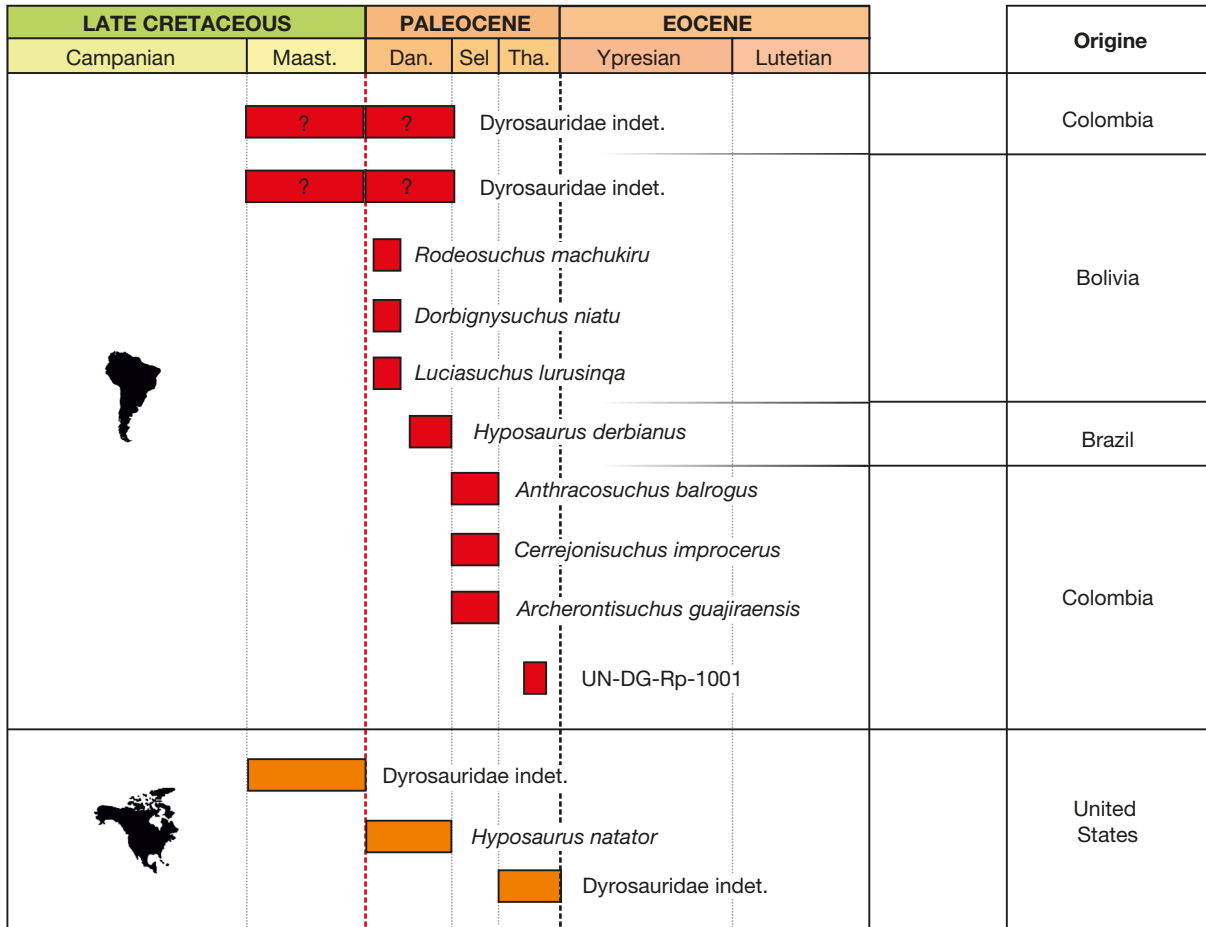 LATE CRETACEOUS PALEOCENE EOCENE Origine
Campanian Maast. Dan. Sel Tha. Ypresian Lutetian
? ? Dyrosauridae indet. Colombia
? ? Dyrosauridae indet.
Rodeosuchus machukiru
Bolivia
Dorbignysuchus niatu
Luciasuchus lurusinqa
Hyposaurus derbianus Brazil
Anthracosuchus balrogus
Cerrejonisuchus improcerus
Archerontisuchus guajiraensis Colombia
UN-DG-Rp-1001
Dyrosauridae indet.
United
States
Hyposaurus natator
Dyrosauridae indet.